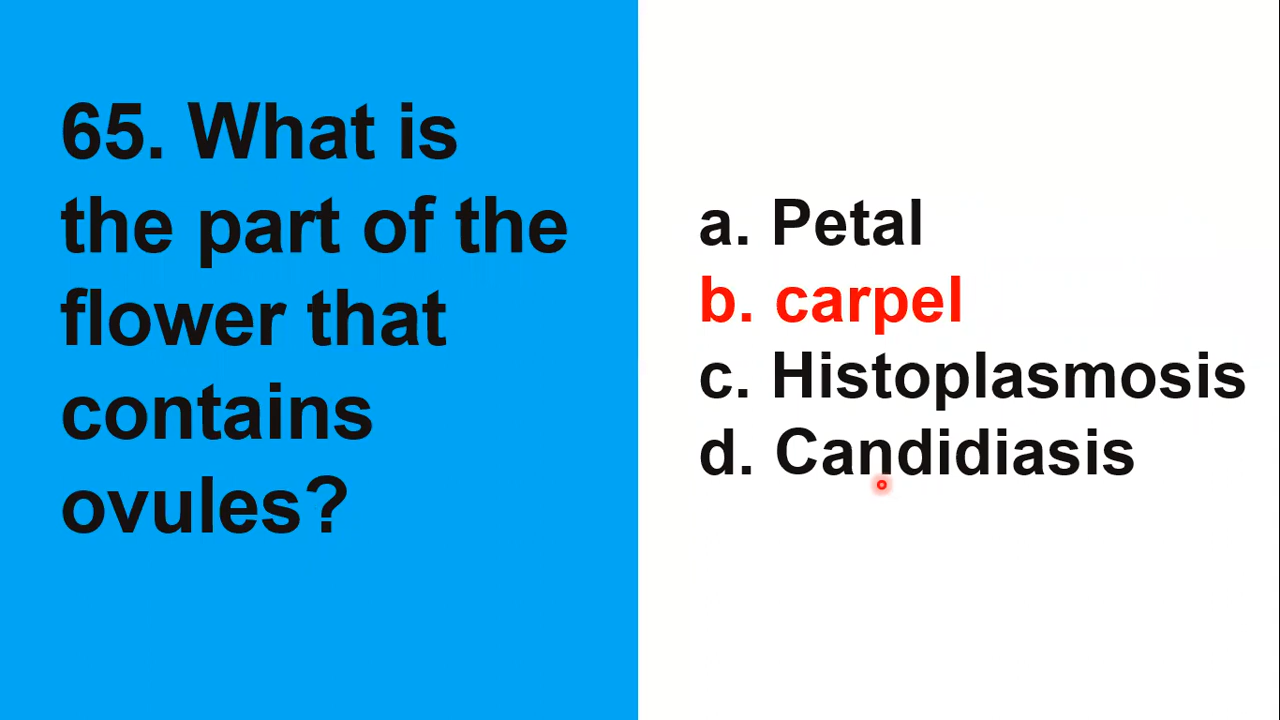 65. What is
the part of the
flower that
contains
ovules?
a. Petal
b. carpel
c. Histoplasmosis
d. Candidiasis